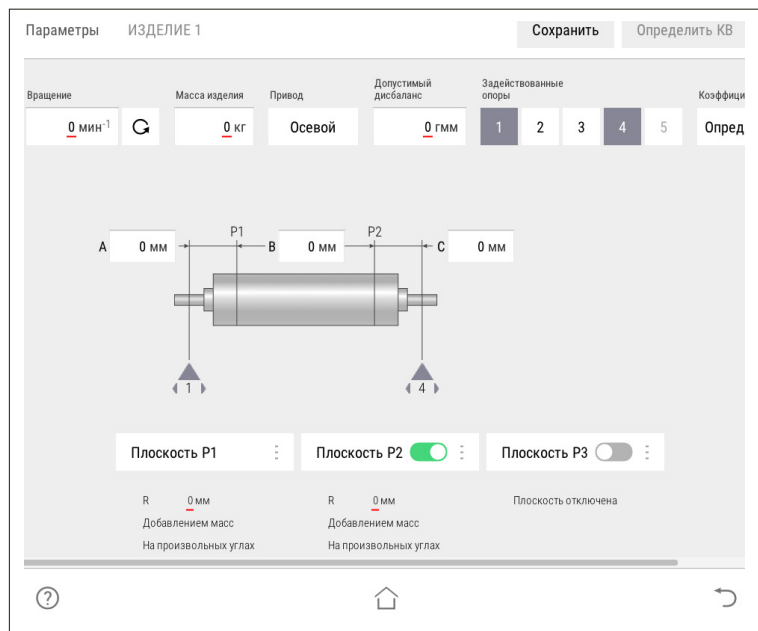 Параметры ИЗДЕЛИЕ 1 Сохранить Определить КВ
Вращение Масса изделия Привод Допустимый дисбаланс Задействованные опоры Коэффици
0 мин⁻¹ 0 кг Осевой 0 гмм 1 2 3 4 5 Опред
P1 P2
A 0 мм B 0 мм C 0 мм
1 4
Плоскость P1 Плоскость P2 Плоскость P3
R 0 мм R 0 мм Плоскость отключена
Добавлением масс Добавлением масс
На произвольных углах На произвольных углах
?